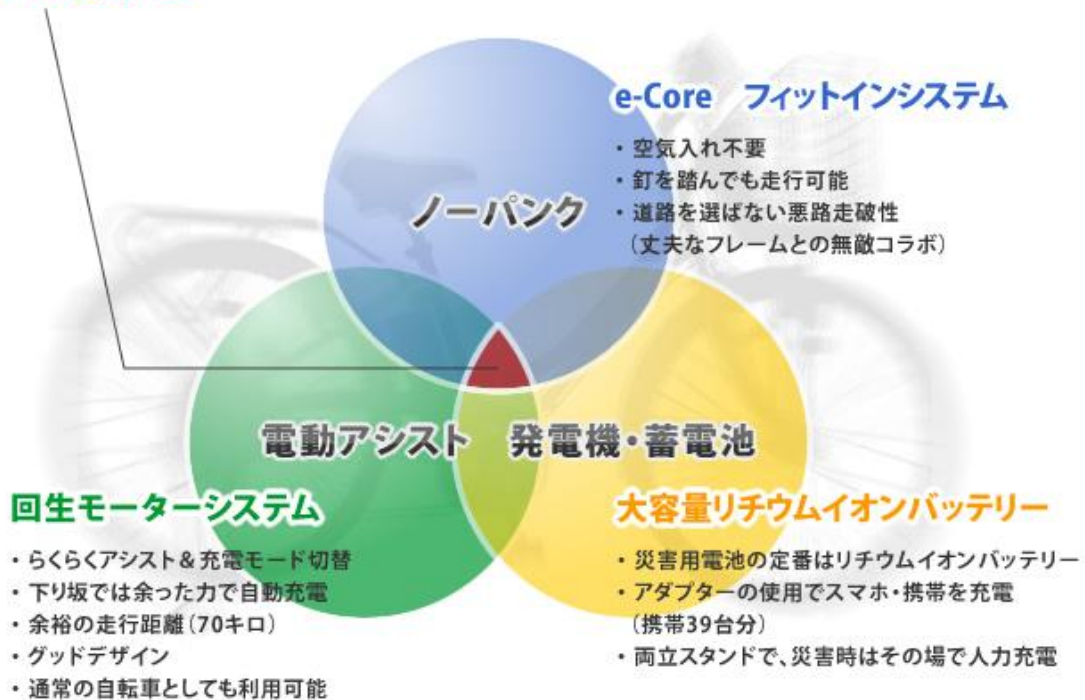 e-Core　フィットインシステム
・空気入れ不要
・釘を踏んでも走行可能
・道路を選ばない悪路走破性
（丈夫なフレームとの無敵コラボ）
ノーパンク
電動アシスト　発電機・蓄電池
回生モーターシステム
・らくらくアシスト＆充電モード切替
・下り坂では余った力で自動充電
・余裕の走行距離（70キロ）
・グッドデザイン
・通常の自転車としても利用可能
大容量リチウムイオンバッテリー
・災害用電池の定番はリチウムイオンバッテリー
・アダプターの使用でスマホ・携帯を充電
（携帯39台分）
・両立スタンドで、災害時はその場で人力充電